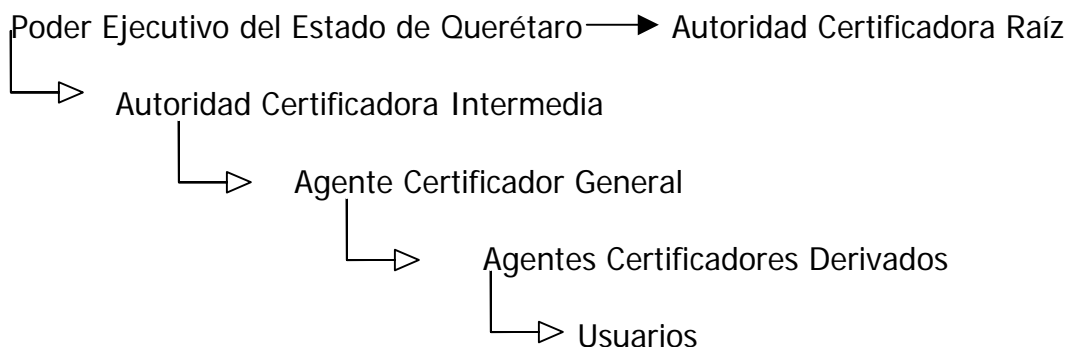 Poder Ejecutivo del Estado de Querétaro Autoridad Certificadora Raíz
Autoridad Certificadora Intermedia
Agente Certificador General
Agentes Certificadores Derivados
Usuarios